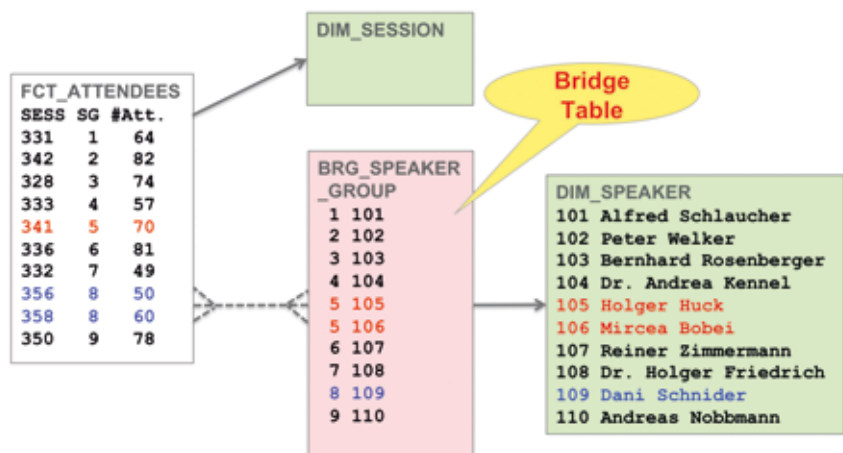 DIM_SESSION
FCT_ATTENDEES
SESS SG #Att.
331 1 64
342 2 82
328 3 74
333 4 57
341 5 70
336 6 81
332 7 49
356 8 50
358 8 60
350 9 78
Bridge
Table
BRG_SPEAKER
_GROUP
1 101
2 102
3 103
4 104
5 105
5 106
6 107
7 108
8 109
9 110
DIM_SPEAKER
101 Alfred Schlaucher
102 Peter Welker
103 Bernhard Rosenberger
104 Dr. Andrea Kennel
105 Holger Huck
106 Mircea Bobei
107 Reiner Zimmermann
108 Dr. Holger Friedrich
109 Dani Schnider
110 Andreas Nobbmann